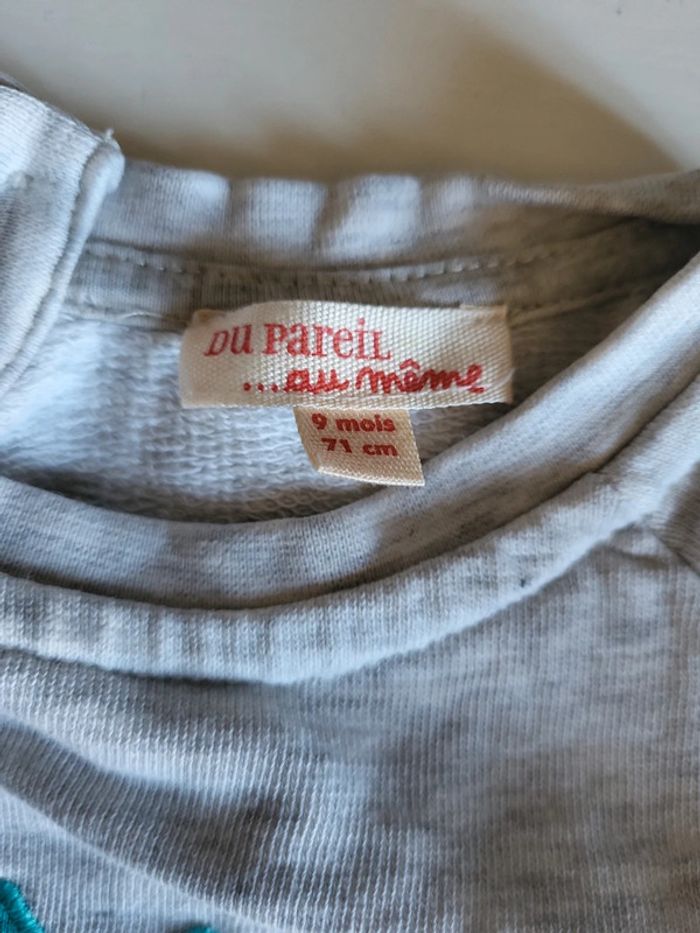 DU PAREIL
...au même
9 mois
71 cm